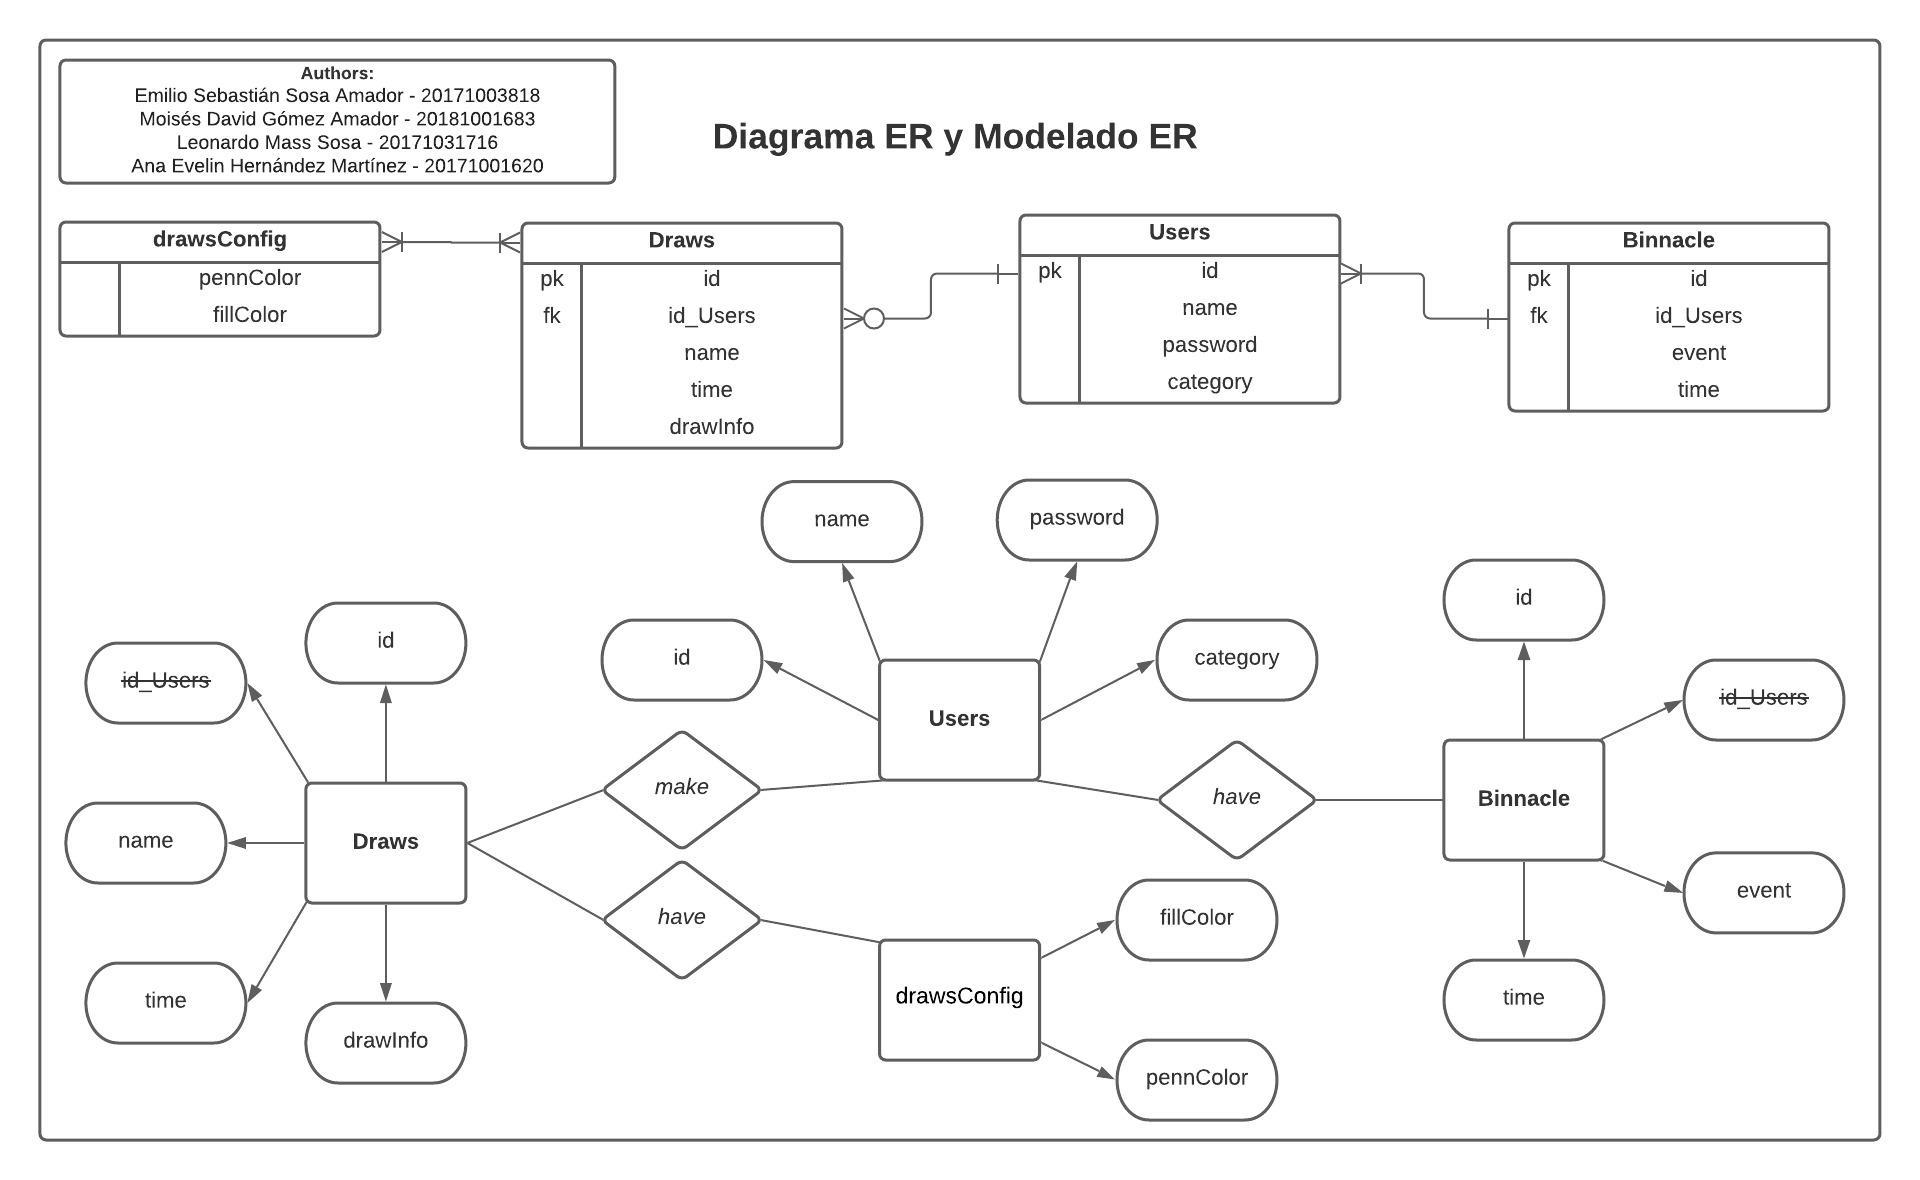 Authors:
Emilio Sebastián Sosa Amador - 20171003818
Moisés David Gómez Amador - 20181001683
Leonardo Mass Sosa - 20171031716
Ana Evelin Hernández Martínez - 20171001620
Diagrama ER y Modelado ER
drawsConfig
pennColor
fillColor
Draws
pk id
fk id_Users
name
time
drawInfo
Users
pk id
name
password
category
Binnacle
pk id
fk id_Users
event
time
name
password
id
category
Users
id
id_Users
name
time
drawInfo
Draws
make
have
have
id
id_Users
Binnacle
event
time
drawsConfig
fillColor
pennColor